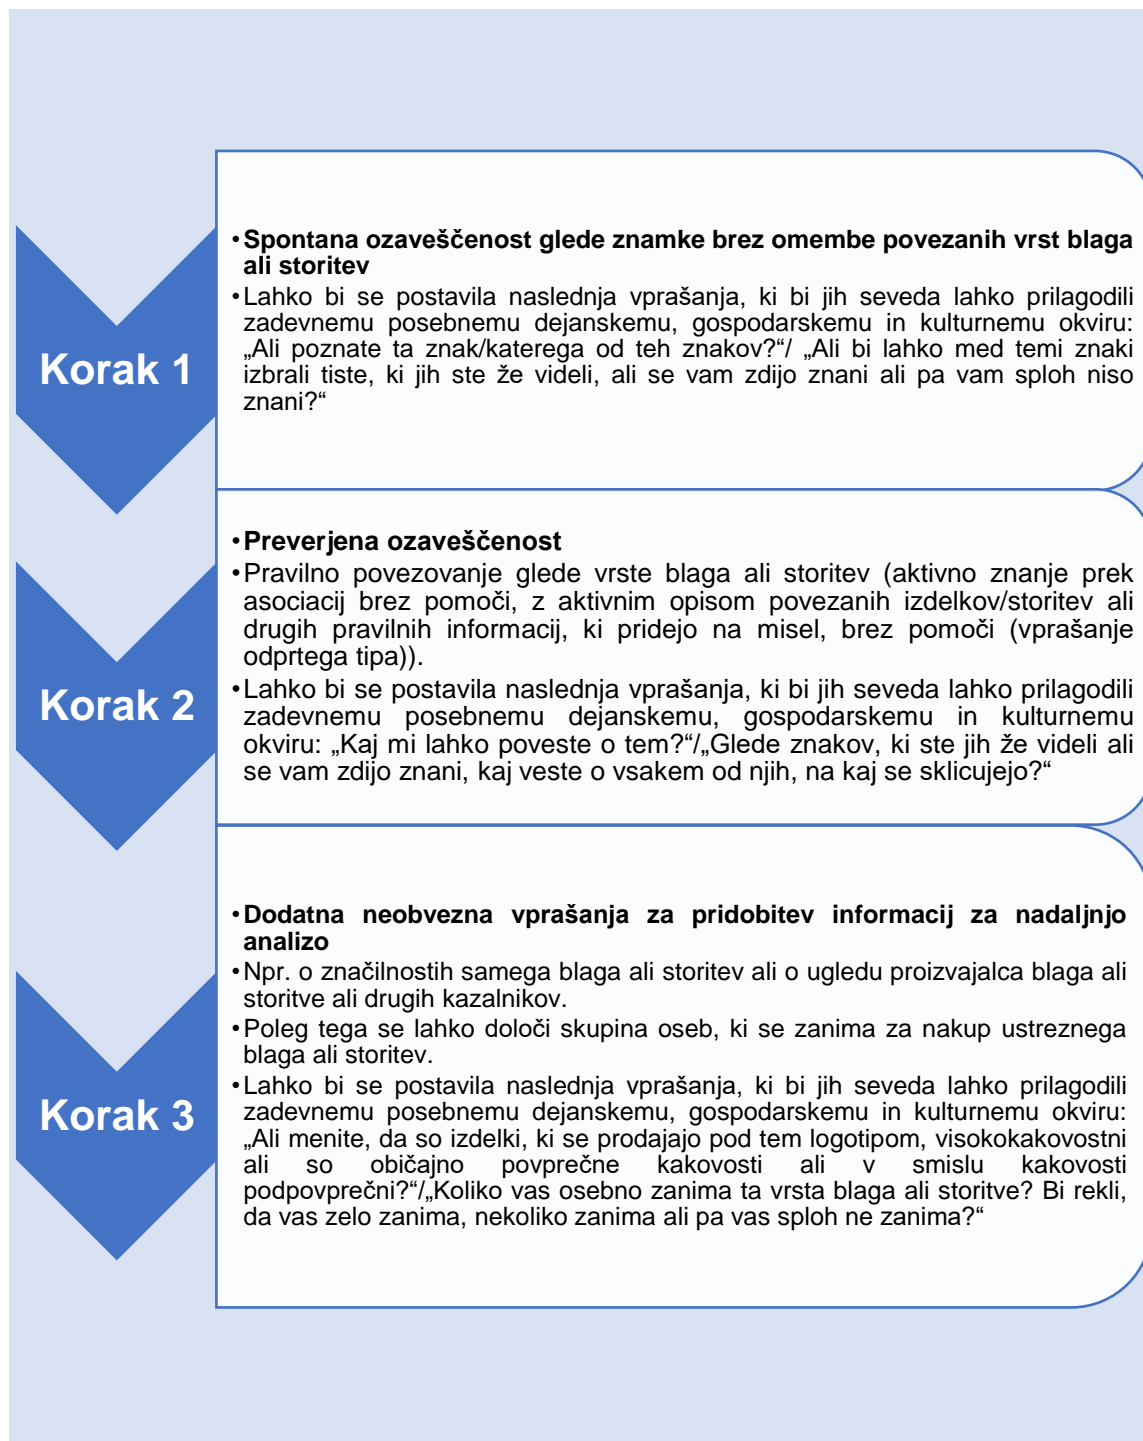 Korak 1
•Spontana ozaveščenost glede znamke brez omembe povezanih vrst blaga
ali storitev
•Lahko bi se postavila naslednja vprašanja, ki bi jih seveda lahko prilagodili
zadevnemu posebnemu dejanskemu, gospodarskemu in kulturnemu okviru:
„Ali poznate ta znak/katerega od teh znakov?“/ „Ali bi lahko med temi znaki
izbrali tiste, ki jih ste že videli, ali se vam zdijo znani ali pa vam sploh niso
znani?“
Korak 2
•Preverjena ozaveščenost
•Pravilno povezovanje glede vrste blaga ali storitev (aktivno znanje prek
asociacij brez pomoči, z aktivnim opisom povezanih izdelkov/storitev ali
drugih pravilnih informacij, ki pridejo na misel, brez pomoči (vprašanje
odprtega tipa)).
•Lahko bi se postavila naslednja vprašanja, ki bi jih seveda lahko prilagodili
zadevnemu posebnemu dejanskemu, gospodarskemu in kulturnemu
okviru: „Kaj mi lahko poveste o tem?“/„Glede znakov, ki ste jih že videli ali
se vam zdijo znani, kaj veste o vsakem od njih, na kaj se sklicujejo?“
Korak 3
•Dodatna neobvezna vprašanja za pridobitev informacij za nadaljnjo
analizo
•Npr. o značilnostih samega blaga ali storitev ali o ugledu proizvajalca blaga ali
storitve ali drugih kazalnikov.
•Poleg tega se lahko določi skupina oseb, ki se zanima za nakup ustreznega
blaga ali storitev.
•Lahko bi se postavila naslednja vprašanja, ki bi jih seveda lahko prilagodili
zadevnemu posebnemu dejanskemu, gospodarskemu in kulturnemu okviru:
„Ali menite, da so izdelki, ki se prodajajo pod tem logotipom, visokokakovostni
ali so običajno povprečne kakovosti ali v smislu kakovosti
podpovprečni?“/„Koliko vas osebno zanima ta vrsta blaga ali storitve? Bi rekli,
da vas zelo zanima, nekoliko zanima ali pa vas sploh ne zanima?“